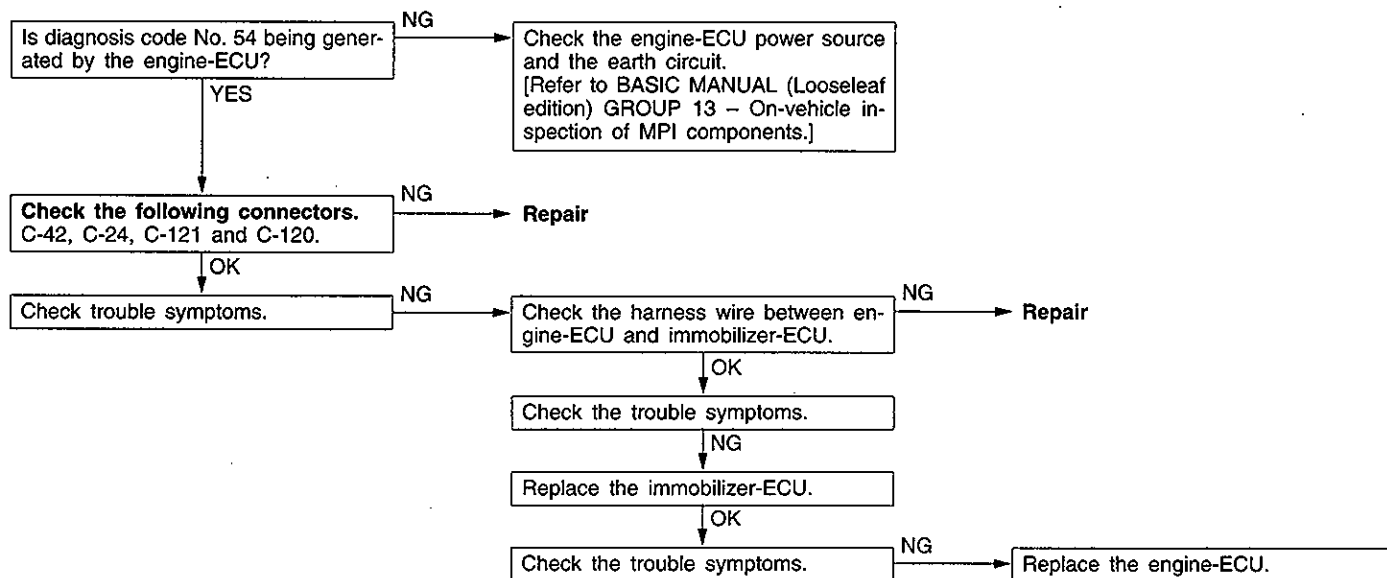 Is diagnosis code No. 54 being gener-
ated by the engine-ECU?
NG
Check the engine-ECU power source
and the earth circuit.
[Refer to BASIC MANUAL (Looseleaf
edition) GROUP 13 – On-vehicle in-
spection of MPI components.]
YES
Check the following connectors.
C-42, C-24, C-121 and C-120.
NG
Repair
OK
Check trouble symptoms.
NG
Check the harness wire between en-
gine-ECU and immobilizer-ECU.
NG
Repair
OK
Check the trouble symptoms.
NG
Replace the immobilizer-ECU.
OK
Check the trouble symptoms.
NG
Replace the engine-ECU.